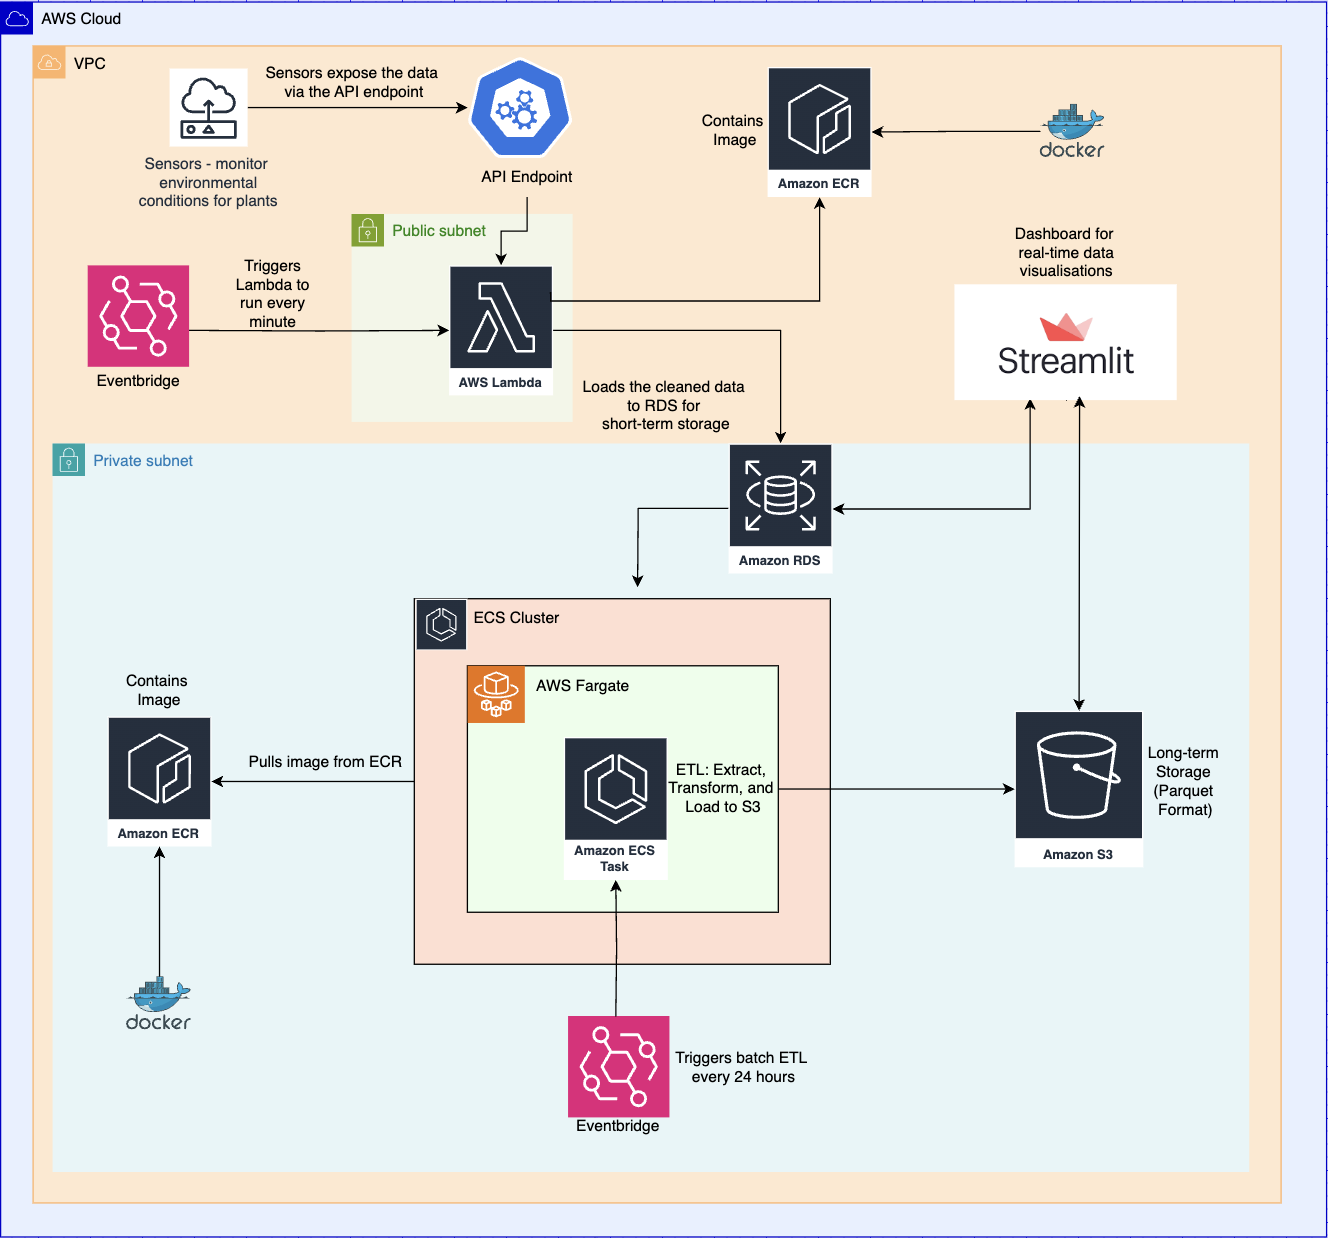 AWS Cloud
VPC
Sensors expose the data
via the API endpoint
Sensors - monitor
environmental
conditions for plants
API Endpoint
Contains
Image
Amazon ECR
docker
Public subnet
Triggers
Lambda to
run every
minute
Eventbridge
AWS Lambda
Dashboard for
real-time data
visualisations
Streamlit
Loads the cleaned data
to RDS for
short-term storage
Private subnet
Amazon RDS
ECS Cluster
AWS Fargate
Contains
Image
Amazon ECR
Pulls image from ECR
ETL: Extract,
Transform, and
Load to S3
Amazon ECS
Task
Long-term
Storage
(Parquet
Format)
Amazon S3
docker
Triggers batch ETL
every 24 hours
Eventbridge